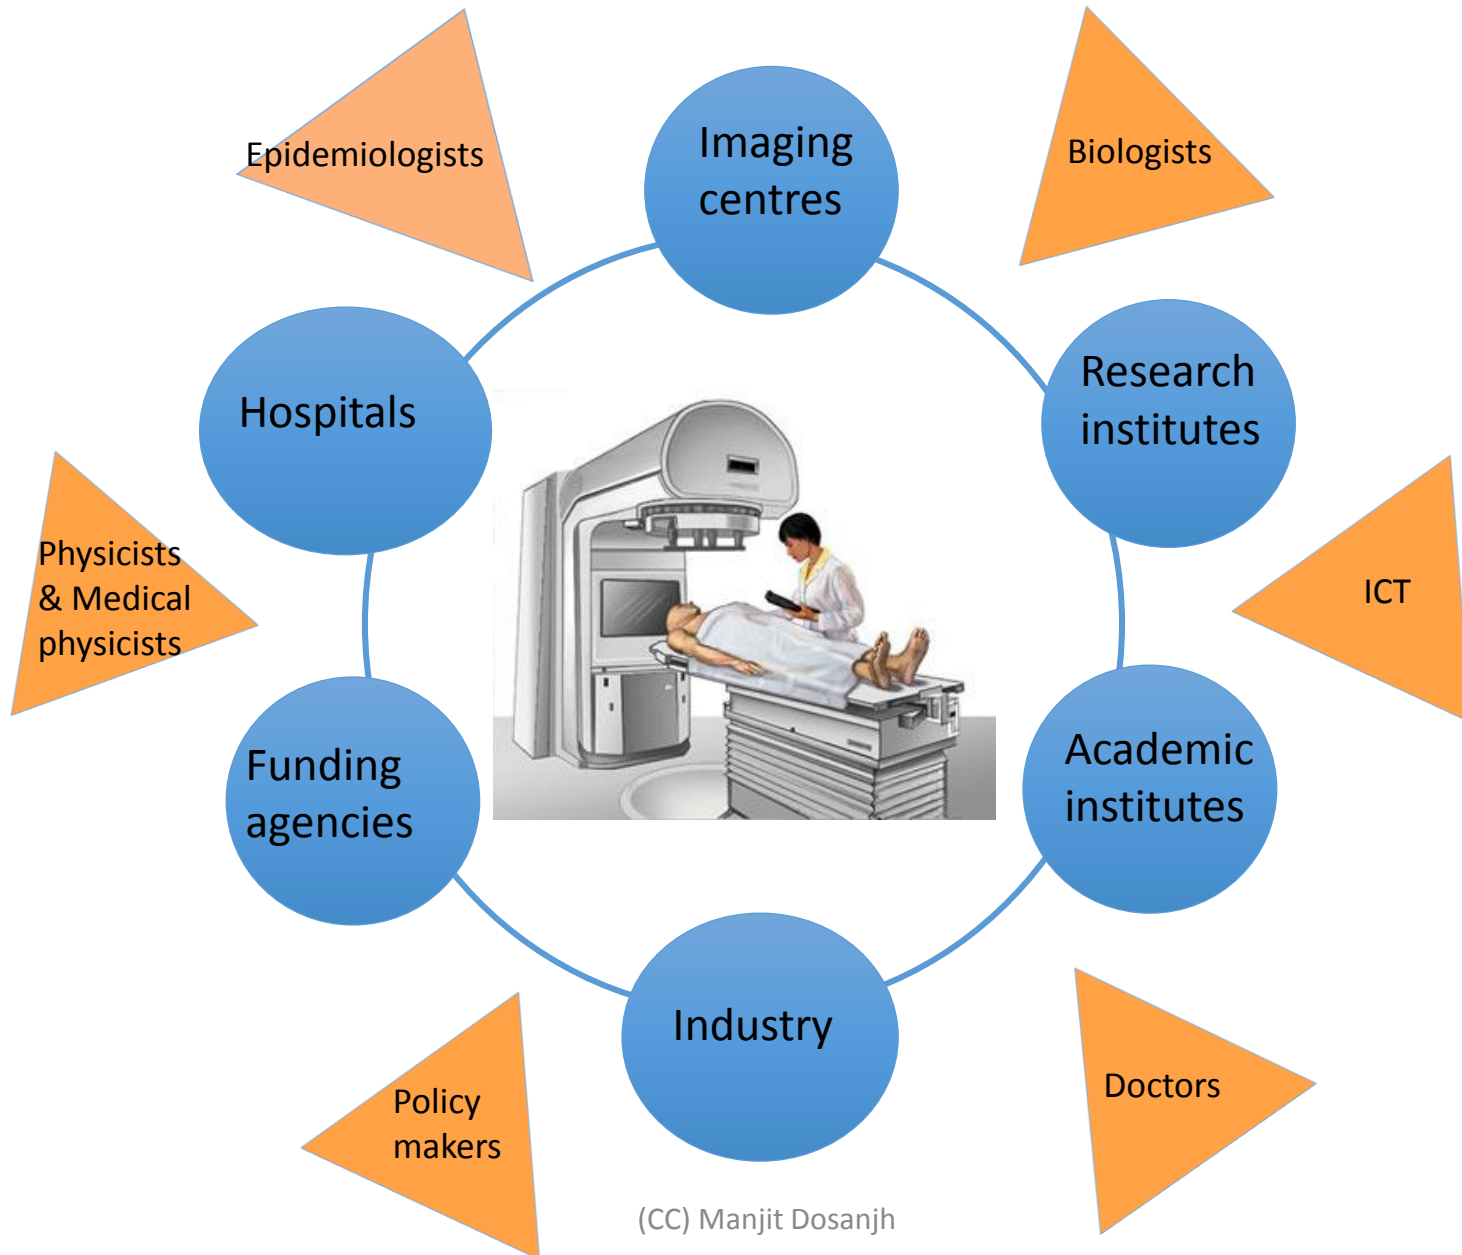 Epidemiologists
Imaging
centres
Biologists
Hospitals
Research
institutes
Physicists
& Medical
physicists
ICT
Funding
agencies
Academic
institutes
Industry
Policy
makers
Doctors
(CC) Manjit Dosanjh